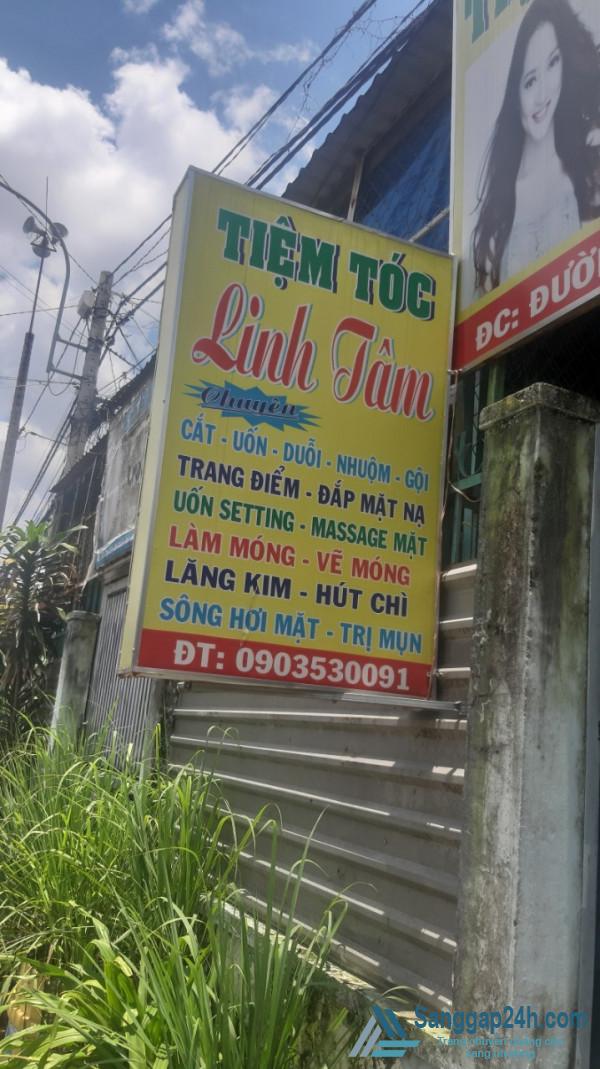 TIỆM TÓC
Linh Tâm
Chuyên
CẮT - UỐN - DUỖI - NHUỘM - GỘI
TRANG ĐIỂM - ĐẮP MẶT NẠ
UỐN SETTING - MASSAGE MẶT
LÀM MÓNG - VẼ MÓNG
LĂNG KIM - HÚT CHÌ
SÔNG HƠI MẶT - TRỊ MỤN
ĐT: 0903530091
ĐC: ĐƯỜ
Sanggap24h.com